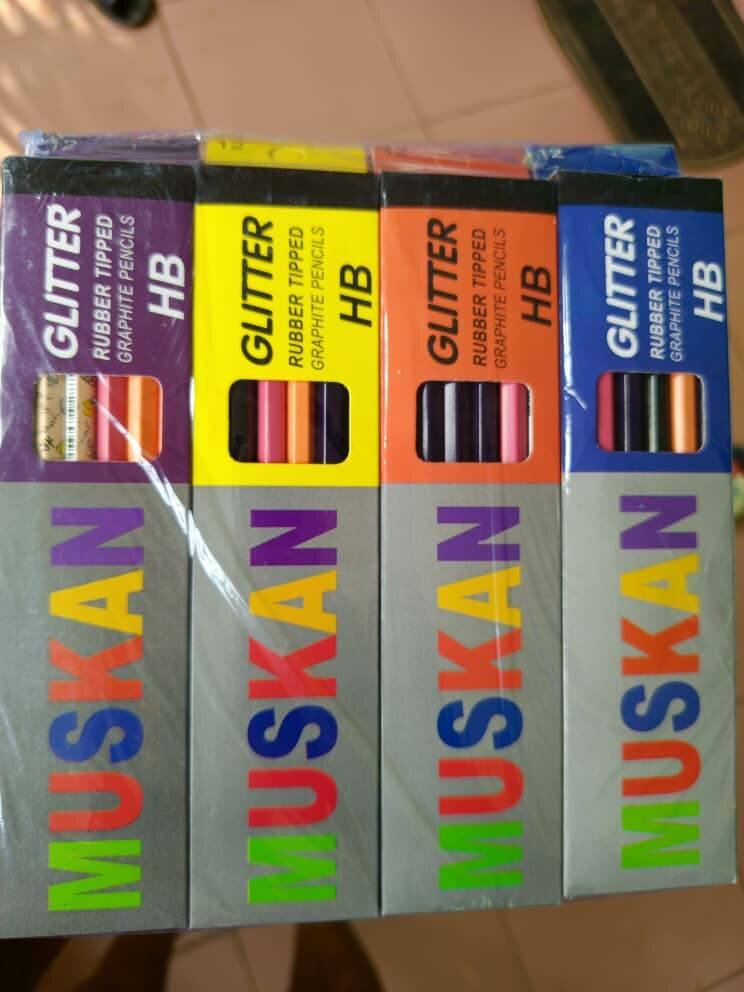 GLITTER
RUBBER TIPPED
GRAPHITE PENCILS
HB
MUSKAN
GLITTER
RUBBER TIPPED
GRAPHITE PENCILS
HB
MUSKAN
GLITTER
RUBBER TIPPED
GRAPHITE PENCILS
HB
MUSKAN
GLITTER
RUBBER TIPPED
GRAPHITE PENCILS
HB
MUSKAN